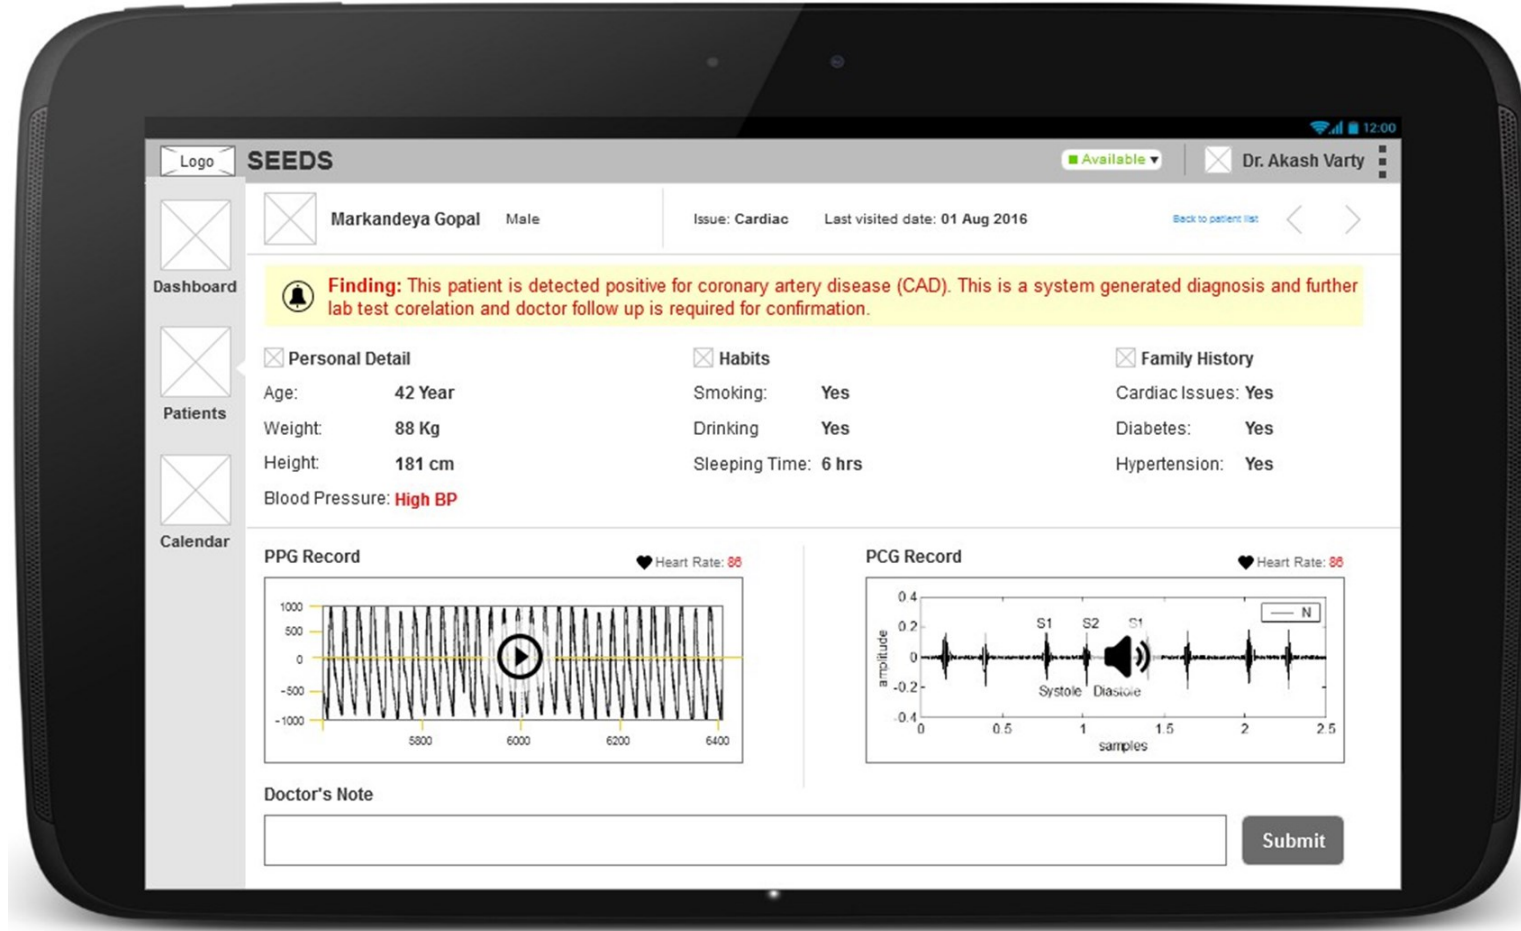 12:00
Logo SEEDS Available Dr. Akash Varty
Markandeya Gopal Male Issue: Cardiac Last visited date: 01 Aug 2016 Back to patient list
Dashboard
Patients
Calendar
Finding: This patient is detected positive for coronary artery disease (CAD). This is a system generated diagnosis and further
lab test corelation and doctor follow up is required for confirmation.
Personal Detail
Age: 42 Year
Weight: 88 Kg
Height: 181 cm
Blood Pressure: High BP
Habits
Smoking: Yes
Drinking Yes
Sleeping Time: 6 hrs
Family History
Cardiac Issues: Yes
Diabetes: Yes
Hypertension: Yes
PPG Record Heart Rate: 86
1000
500
0
-500
-1000
5800 6000 6200 6400
PCG Record Heart Rate: 86
0.4
0.2
0
-0.2
-0.4
amplitude
N
S1 S2 S1
Systole Diastole
0 0.5 1 1.5 2 2.5
samples
Doctor's Note
Submit